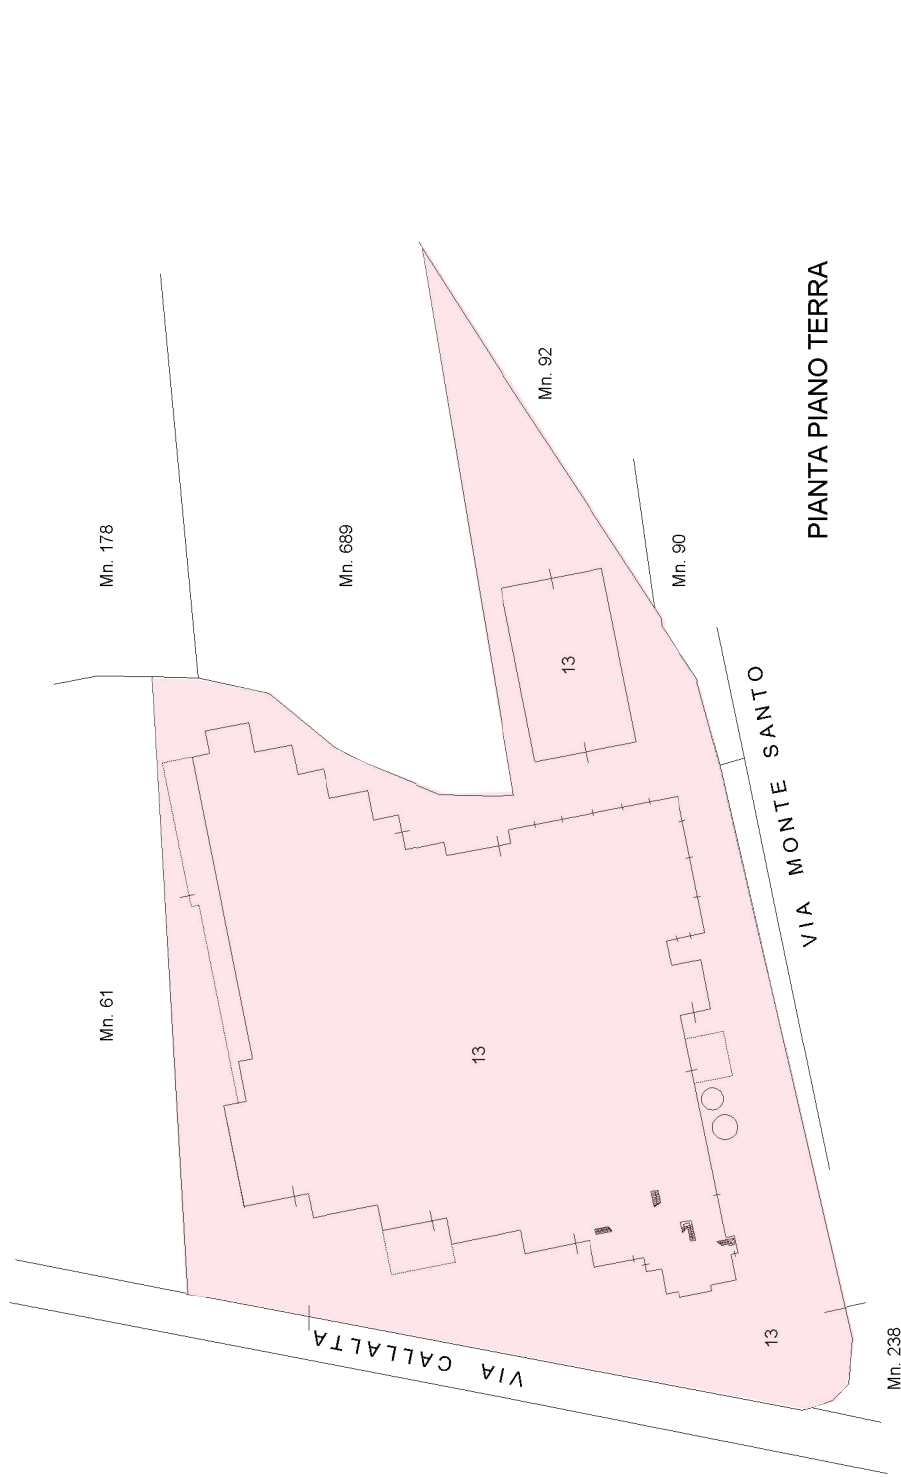 Mn. 178
Mn. 689
Mn. 92
Mn. 90
PIANTA PIANO TERRA
13
VIA MONTE SANTO
Mn. 61
13
13
VIA CALLALTA
Mn. 238